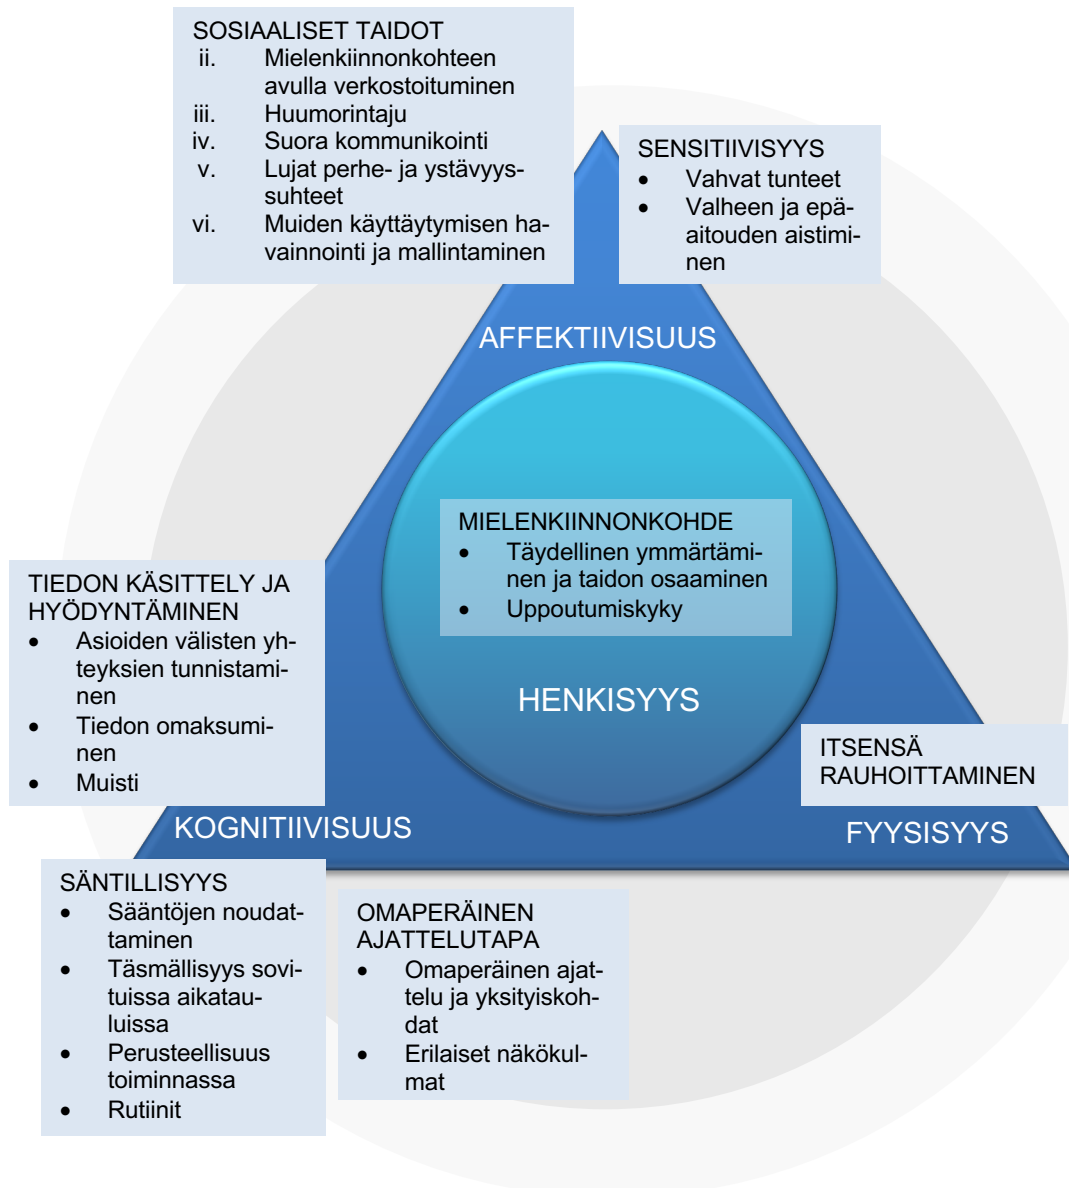 SOSIAALISET TAIDOT
ii. Mielenkiinnonkohteen
avulla verkostoituminen
iii. Huumorintaju
iv. Suora kommunikointi
v. Lujat perhe- ja ystävyys-
suhteet
vi. Muiden käyttäytymisen ha-
vainnointi ja mallintaminen
SENSITIIVISYYS
• Vahvat tunteet
• Valheen ja epä-
aitouden aistimi-
nen
AFFEKTIIVISUUS
MIELENKIINNONKOHDE
• Täydellinen ymmärtämi-
nen ja taidon osaaminen
• Uppoutumiskyky
HENKISYYS
TIEDON KÄSITTELY JA
HYÖDYNTÄMINEN
• Asioiden välisten yh-
teyksien tunnistami-
nen
• Tiedon omaksumi-
nen
• Muisti
ITSENSÄ
RAUHOITTAMINEN
KOGNITIIVISUUS
FYYSISYYS
SÄNTILLISYYS
• Sääntöjen noudat-
taminen
• Täsmällisyys sovi-
tuissa aikatau-
luissa
• Perusteellisuus
toiminnassa
• Rutiinit
OMAPERÄINEN
AJATTELUTAPA
• Omaperäinen ajat-
telu ja yksityiskoh-
dat
• Erilaiset näkökul-
mat